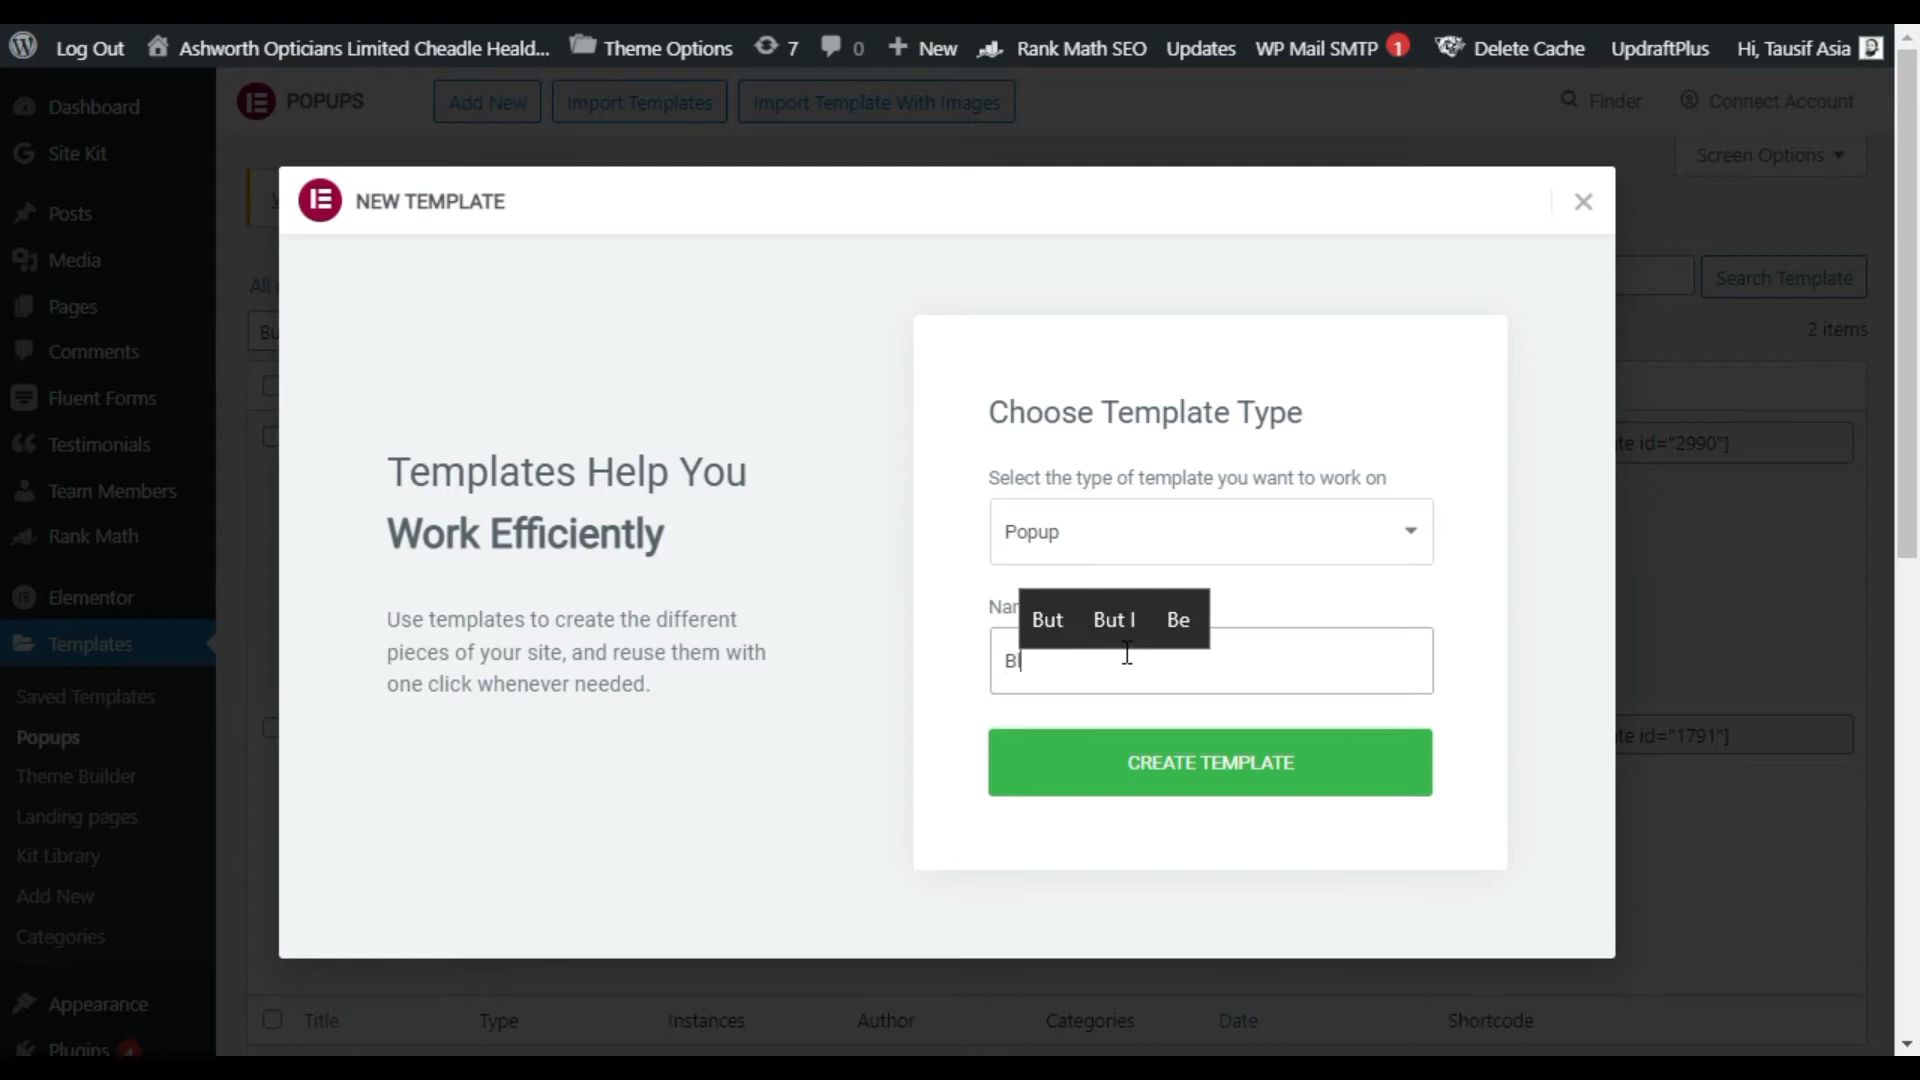 Log Out
Ashworth Opticians Limited Cheadle Heald...
Theme Options
7
0
New
Rank Math SEO
Updates
WP Mail SMTP 1
Delete Cache
UpdraftPlus
Hi, Tausif Asia
Dashboard
Site Kit
Posts
Media
Pages
Comments
Fluent Forms
Testimonials
Team Members
Rank Math
Elementor
Templates
Saved Templates
Popups
Theme Builder
Landing pages
Kit Library
Add New
Categories
Appearance
Plugins 4
POPUPS
Add New
Import Templates
Import Template With Images
Finder
Connect Account
Screen Options
All
Search Template
Bu
2 items
te id="2990"]
te id="1791"]
NEW TEMPLATE
Templates Help You
Work Efficiently
Use templates to create the different
pieces of your site, and reuse them with
one click whenever needed.
Choose Template Type
Select the type of template you want to work on
Popup
Nar
But But I Be
Bl
CREATE TEMPLATE
Title Type Instances Author Categories Date Shortcode